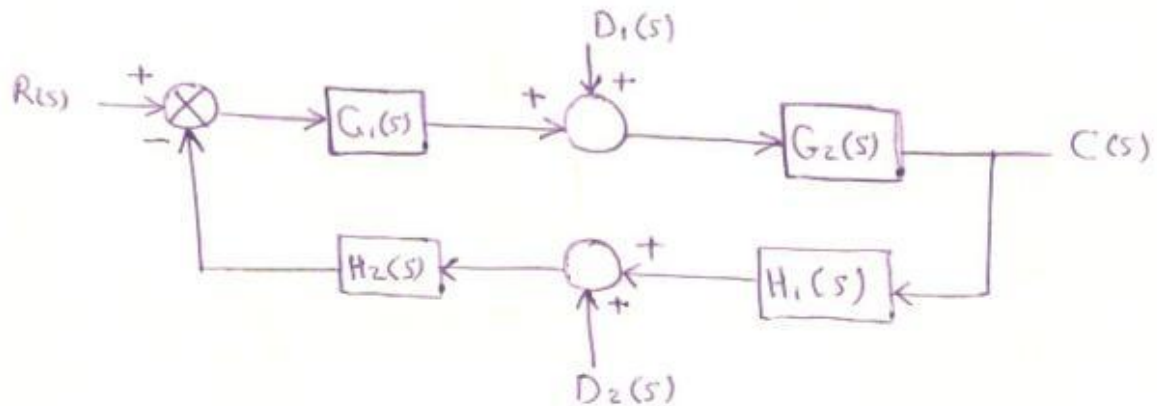 D₁(s)
+
+
R(s)
+
-
G₁(s)
G₂(s)
C(s)
H₂(s)
+
+
H₁(s)
D₂(s)